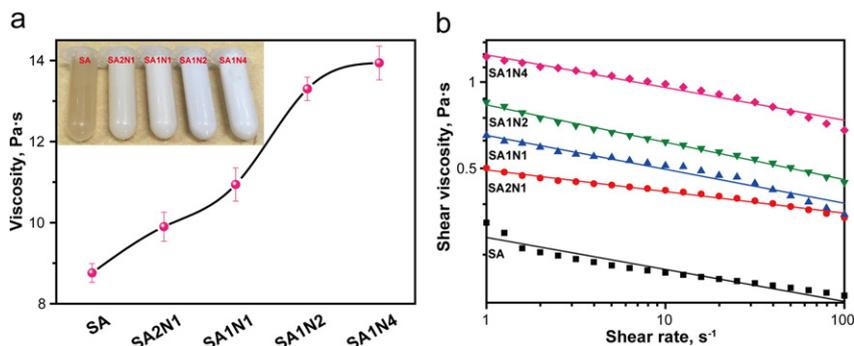 a
14
12
10
8
Viscosity, Pa·s
SA SA2N1 SA1N1 SA1N2 SA1N4
SA SA2N1 SA1N1 SA1N2 SA1N4
b
1
0.5
Shear viscosity, Pa·s
SA1N4
SA1N2
SA1N1
SA2N1
SA
1 10 100
Shear rate, s-1